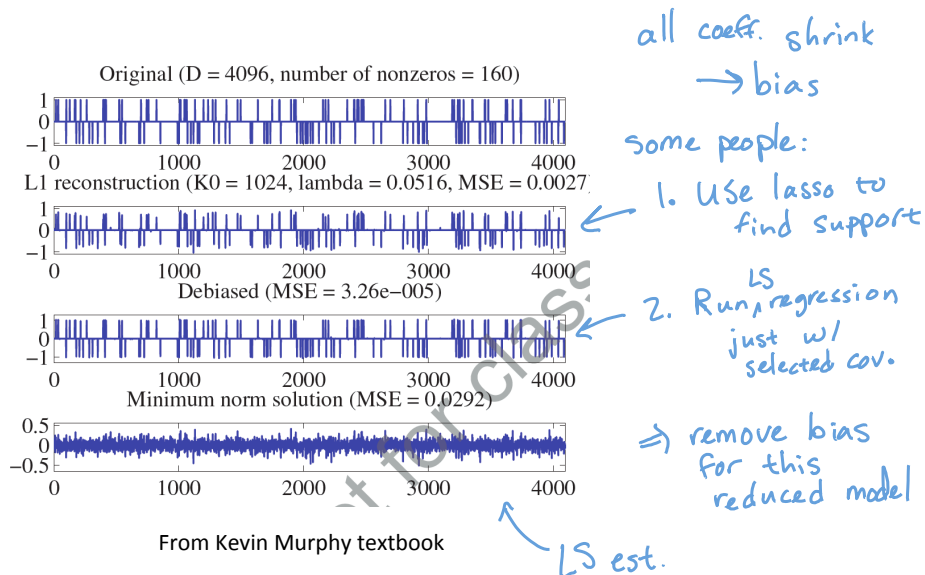 Original (D = 4096, number of nonzeros = 160)
1
0
−1
0 1000 2000 3000 4000
L1 reconstruction (K0 = 1024, lambda = 0.0516, MSE = 0.0027)
1
0
−1
0 1000 2000 3000 4000
Debiased (MSE = 3.26e−005)
1
0
−1
0 1000 2000 3000 4000
Minimum norm solution (MSE = 0.0292)
0.5
0
−0.5
0 1000 2000 3000 4000
From Kevin Murphy textbook
all coeff. shrink
→ bias
some people:
1. Use lasso to
find support
2. Run LS regression
just w/
selected cov.
⇒ remove bias
for this
reduced model
LS est.
t for class